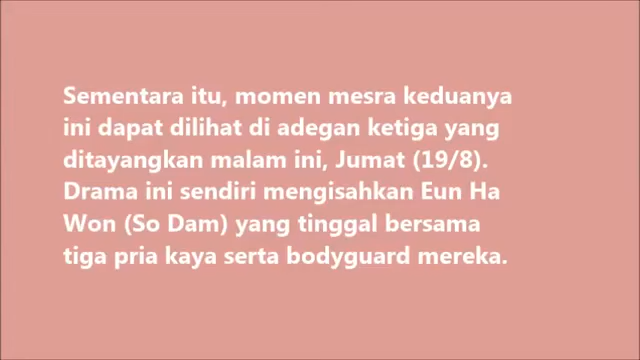 Sementara itu, momen mesra keduanya
ini dapat dilihat di adegan ketiga yang
ditayangkan malam ini, Jumat (19/8).
Drama ini sendiri mengisahkan Eun Ha
Won (So Dam) yang tinggal bersama
tiga pria kaya serta bodyguard mereka.